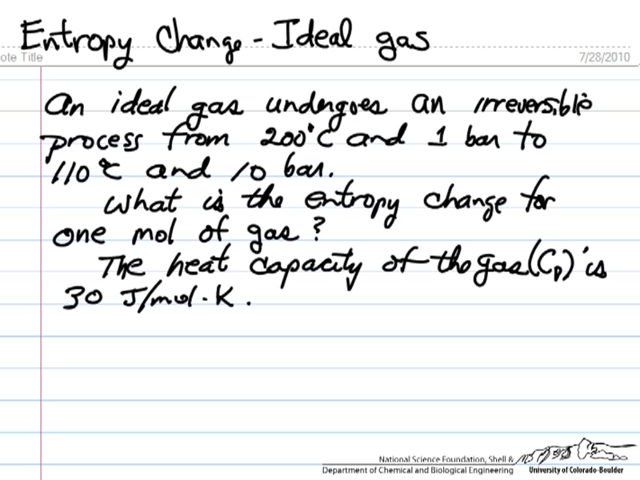 Entropy Change - Ideal gas
ote Title
7/28/2010
An ideal gas undergoes an irreversible
process from 200°C and 1 bar to
110°C and 10 bar.
What is the entropy change for
one mol of gas?
The heat capacity of the gas (Cp) is
30 J/mol·K.
National Science Foundation, Shell &
Department of Chemical and Biological Engineering
University of Colorado-Boulder